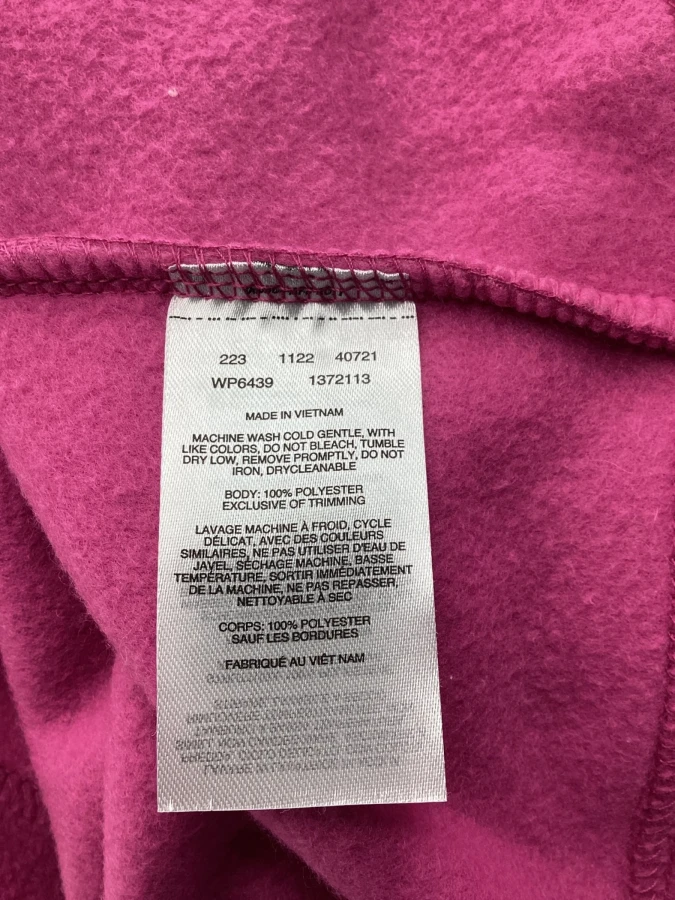 223 1122 40721
WP6439 1372113
MADE IN VIETNAM
MACHINE WASH COLD GENTLE, WITH
LIKE COLORS, DO NOT BLEACH, TUMBLE
DRY LOW, REMOVE PROMPTLY, DO NOT
IRON, DRYCLEANABLE
BODY: 100% POLYESTER
EXCLUSIVE OF TRIMMING
LAVAGE MACHINE À FROID, CYCLE
DÉLICAT, AVEC DES COULEURS
SIMILAIRES, NE PAS UTILISER D'EAU DE
JAVEL, SÉCHAGE MACHINE, BASSE
TEMPÉRATURE, SORTIR IMMÉDIATEMENT
DE LA MACHINE, NE PAS REPASSER,
NETTOYABLE À SEC
CORPS: 100% POLYESTER
SAUF LES BORDURES
FABRIQUÉ AU VIÊT NAM